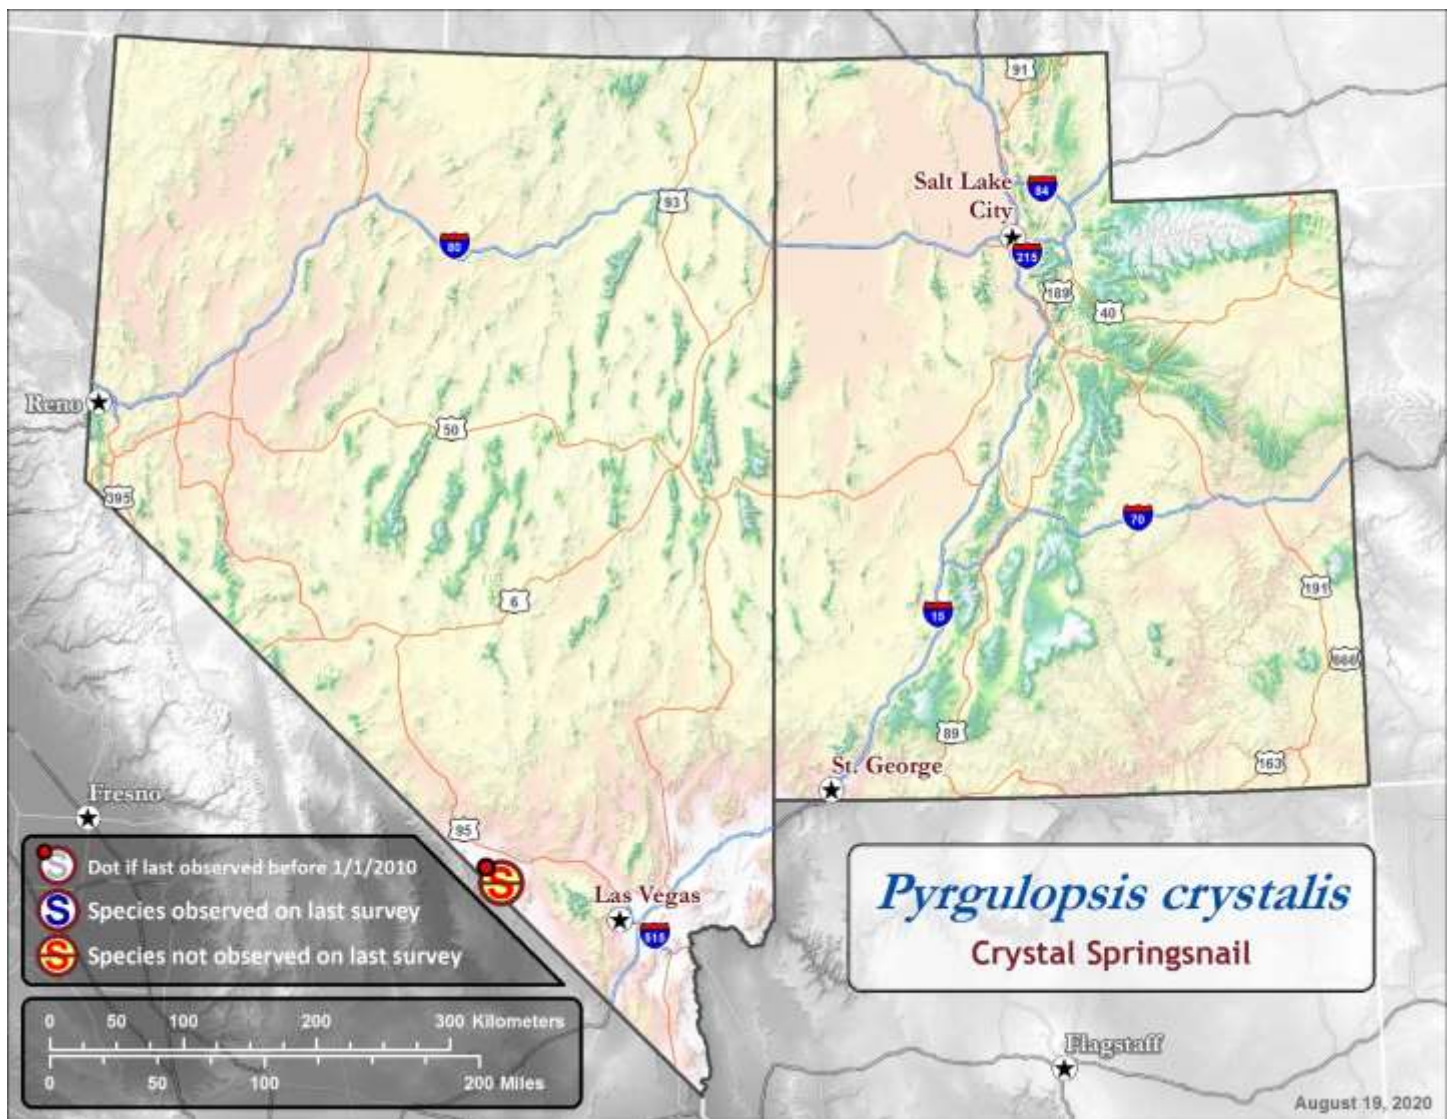 91
Salt Lake
City
84
93
80
215
189
40
Reno
50
395
70
6
191
15
666
89
St. George
163
Fresno
95
S
Dot if last observed before 1/1/2010
S
Species observed on last survey
S
Species not observed on last survey
S
Las Vegas
515
Pyrgulopsis crystalis
Crystal Springsnail
0 50 100 200 300 Kilometers
0 50 100 200 Miles
Flagstaff
August 19, 2020